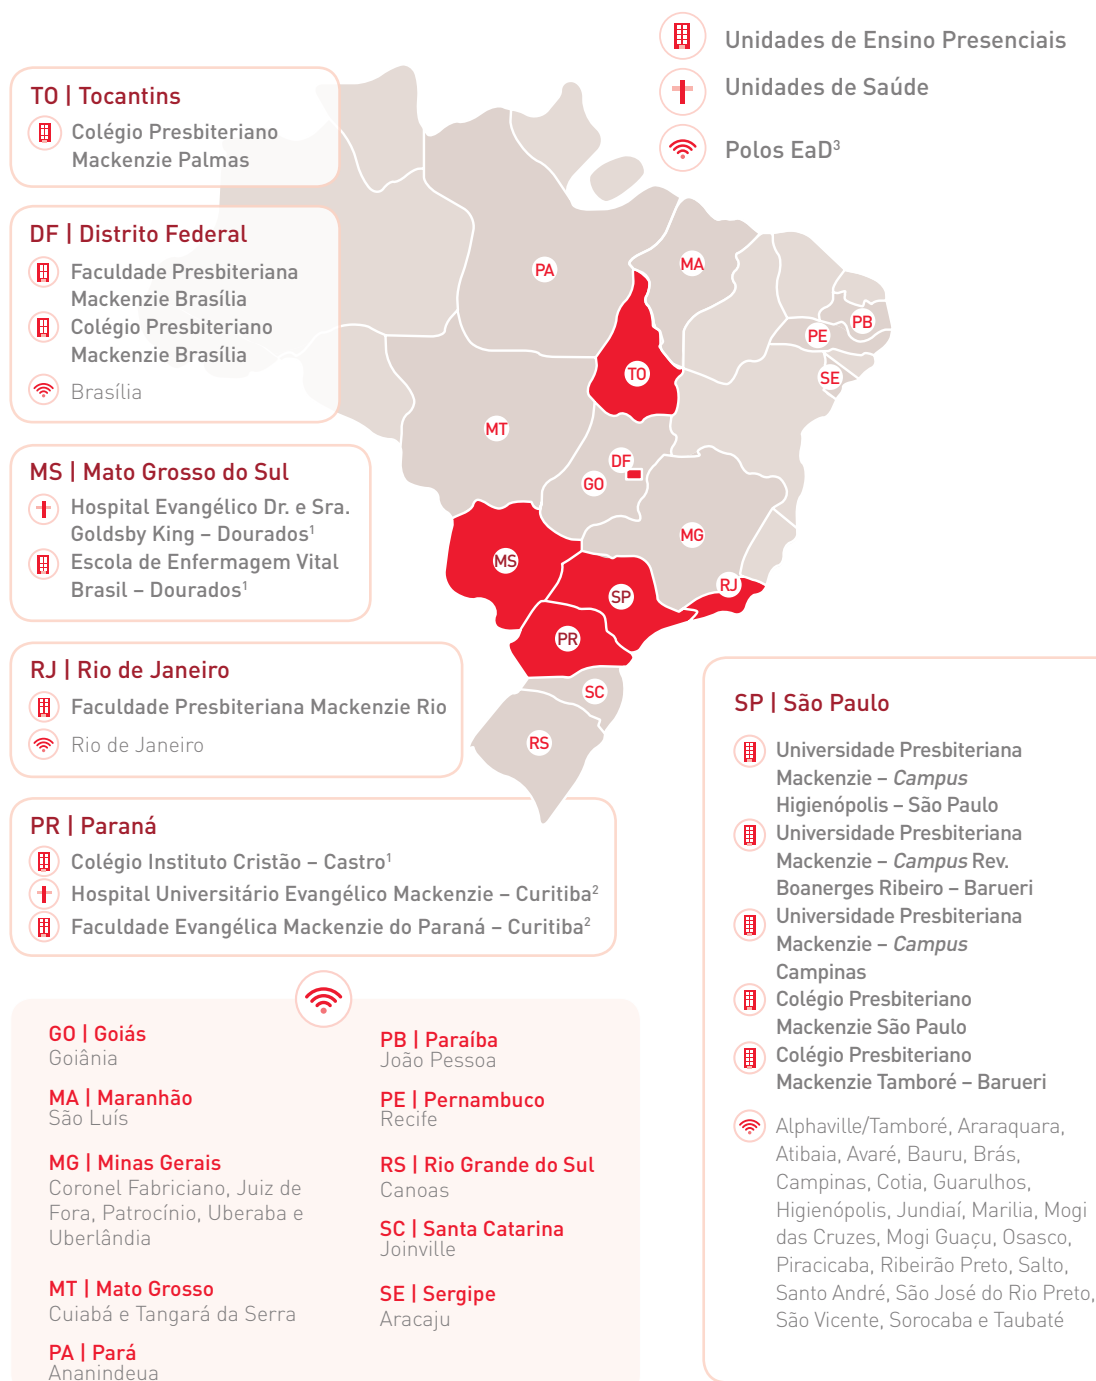 Unidades de Ensino Presenciais
Unidades de Saúde
Polos EaD³
TO | Tocantins
Colégio Presbiteriano
Mackenzie Palmas
DF | Distrito Federal
Faculdade Presbiteriana
Mackenzie Brasília
Colégio Presbiteriano
Mackenzie Brasília
Brasília
MS | Mato Grosso do Sul
Hospital Evangélico Dr. e Sra.
Goldsby King – Dourados¹
Escola de Enfermagem Vital
Brasil – Dourados¹
RJ | Rio de Janeiro
Faculdade Presbiteriana Mackenzie Rio
Rio de Janeiro
PR | Paraná
Colégio Instituto Cristão – Castro¹
Hospital Universitário Evangélico Mackenzie – Curitiba²
Faculdade Evangélica Mackenzie do Paraná – Curitiba²
PA
MA
PB
PE
SE
TO
MT
DF
GO
MG
MS
SP
RJ
PR
SC
RS
GO | Goiás
Goiânia
MA | Maranhão
São Luís
MG | Minas Gerais
Coronel Fabriciano, Juiz de
Fora, Patrocínio, Uberaba e
Uberlândia
MT | Mato Grosso
Cuiabá e Tangará da Serra
PA | Pará
Ananindeua
PB | Paraíba
João Pessoa
PE | Pernambuco
Recife
RS | Rio Grande do Sul
Canoas
SC | Santa Catarina
Joinville
SE | Sergipe
Aracaju
SP | São Paulo
Universidade Presbiteriana
Mackenzie – Campus
Higienópolis – São Paulo
Universidade Presbiteriana
Mackenzie – Campus Rev.
Boanerges Ribeiro – Barueri
Universidade Presbiteriana
Mackenzie – Campus
Campinas
Colégio Presbiteriano
Mackenzie São Paulo
Colégio Presbiteriano
Mackenzie Tamboré – Barueri
Alphaville/Tamboré, Araraquara,
Atibaia, Avaré, Bauru, Brás,
Campinas, Cotia, Guarulhos,
Higienópolis, Jundiaí, Marilia, Mogi
das Cruzes, Mogi Guaçu, Osasco,
Piracicaba, Ribeirão Preto, Salto,
Santo André, São José do Rio Preto,
São Vicente, Sorocaba e Taubaté